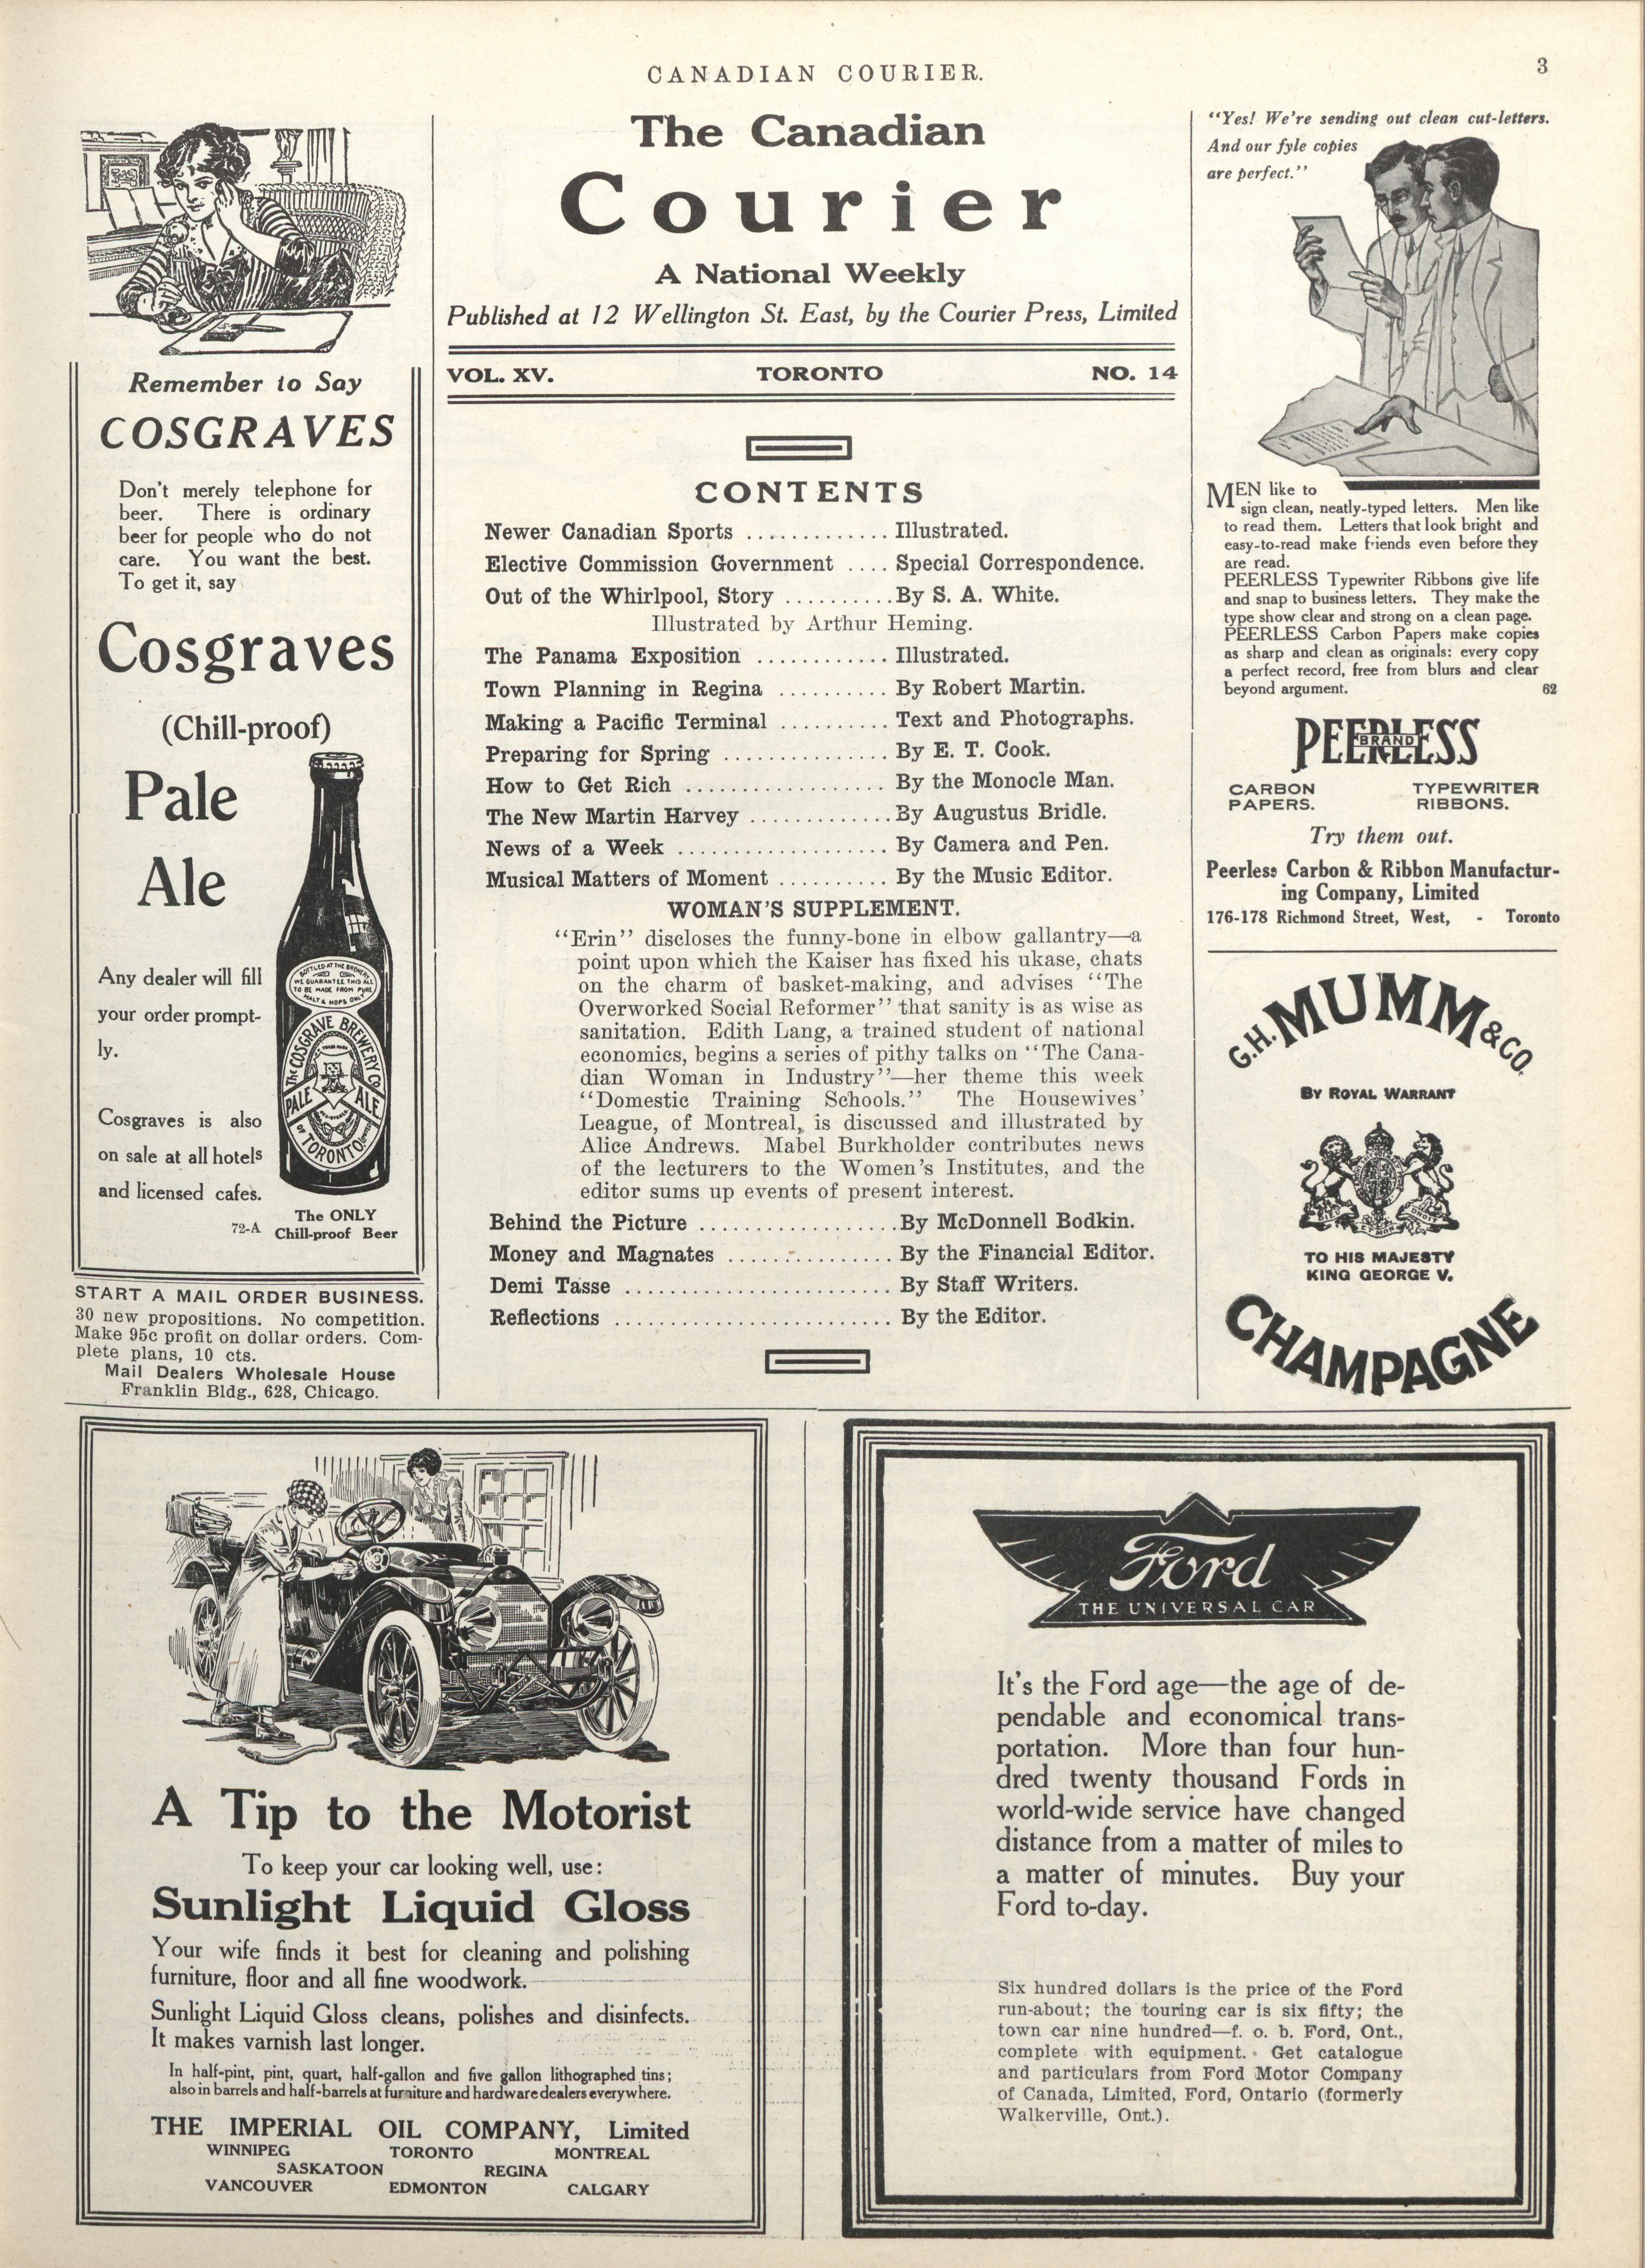 CANADIAN COURIER.
3
Remember to Say
COSGRAVES
Don't merely telephone for
beer. There is ordinary
beer for people who do not
care. You want the best.
To get it, say
Cosgraves
(Chill-proof)
Pale
Ale
Any dealer will fill
your order prompt-
ly.
Cosgraves is also
on sale at all hotels
and licensed cafes.
72-A
BOTTLED AT THE BREWERY
WE GUARANTEE THIS ALE
TO BE MADE FROM PURE
MALT & HOPS ONLY
THE COSGRAVE BREWERY CO.
PALE ALE
OF TORONTO
The ONLY
Chill-proof Beer
START A MAIL ORDER BUSINESS.
30 new propositions. No competition.
Make 95c profit on dollar orders. Com-
plete plans, 10 cts.
Mail Dealers Wholesale House
Franklin Bldg., 628, Chicago.
The Canadian
Courier
A National Weekly
Published at 12 Wellington St. East, by the Courier Press, Limited
VOL. XV. TORONTO NO. 14
CONTENTS
Newer Canadian Sports ............. Illustrated.
Elective Commission Government .... Special Correspondence.
Out of the Whirlpool, Story ..........By S. A. White.
Illustrated by Arthur Heming.
The Panama Exposition ............ Illustrated.
Town Planning in Regina .......... By Robert Martin.
Making a Pacific Terminal .......... Text and Photographs.
Preparing for Spring ............... By E. T. Cook.
How to Get Rich .................. By the Monocle Man.
The New Martin Harvey .............By Augustus Bridle.
News of a Week ................... By Camera and Pen.
Musical Matters of Moment .......... By the Music Editor.
WOMAN'S SUPPLEMENT.
"Erin" discloses the funny-bone in elbow gallantry—a
point upon which the Kaiser has fixed his ukase, chats
on the charm of basket-making, and advises "The
Overworked Social Reformer" that sanity is as wise as
sanitation. Edith Lang, a trained student of national
economics, begins a series of pithy talks on "The Cana-
dian Woman in Industry"—her theme this week
"Domestic Training Schools." The Housewives'
League, of Montreal, is discussed and illustrated by
Alice Andrews. Mabel Burkholder contributes news
of the lecturers to the Women's Institutes, and the
editor sums up events of present interest.
Behind the Picture ..................By McDonnell Bodkin.
Money and Magnates ............... By the Financial Editor.
Demi Tasse ........................ By Staff Writers.
Reflections ......................... By the Editor.
"Yes! We're sending out clean cut-letters.
And our fyle copies
are perfect."
MEN like to
sign clean, neatly-typed letters. Men like
to read them. Letters that look bright and
easy-to-read make friends even before they
are read.
PEERLESS Typewriter Ribbons give life
and snap to business letters. They make the
type show clear and strong on a clean page.
PEERLESS Carbon Papers make copies
as sharp and clean as originals: every copy
a perfect record, free from blurs and clear
beyond argument. 62
PEERLESS
BRAND
CARBON TYPEWRITER
PAPERS. RIBBONS.
Try them out.
Peerless Carbon & Ribbon Manufactur-
ing Company, Limited
176-178 Richmond Street, West, - Toronto
G.H. MUMM & CO.
BY ROYAL WARRANT
DIEU ET MON DROIT
TO HIS MAJESTY
KING GEORGE V.
CHAMPAGNE
A Tip to the Motorist
To keep your car looking well, use:
Sunlight Liquid Gloss
Your wife finds it best for cleaning and polishing
furniture, floor and all fine woodwork.
Sunlight Liquid Gloss cleans, polishes and disinfects.
It makes varnish last longer.
In half-pint, pint, quart, half-gallon and five gallon lithographed tins;
also in barrels and half-barrels at furniture and hardware dealers everywhere.
THE IMPERIAL OIL COMPANY, Limited
WINNIPEG TORONTO MONTREAL
SASKATOON REGINA
VANCOUVER EDMONTON CALGARY
Ford
THE UNIVERSAL CAR
It's the Ford age—the age of de-
pendable and economical trans-
portation. More than four hun-
dred twenty thousand Fords in
world-wide service have changed
distance from a matter of miles to
a matter of minutes. Buy your
Ford to-day.
Six hundred dollars is the price of the Ford
run-about; the touring car is six fifty; the
town car nine hundred—f. o. b. Ford, Ont.,
complete with equipment. Get catalogue
and particulars from Ford Motor Company
of Canada, Limited, Ford, Ontario (formerly
Walkerville, Ont.).